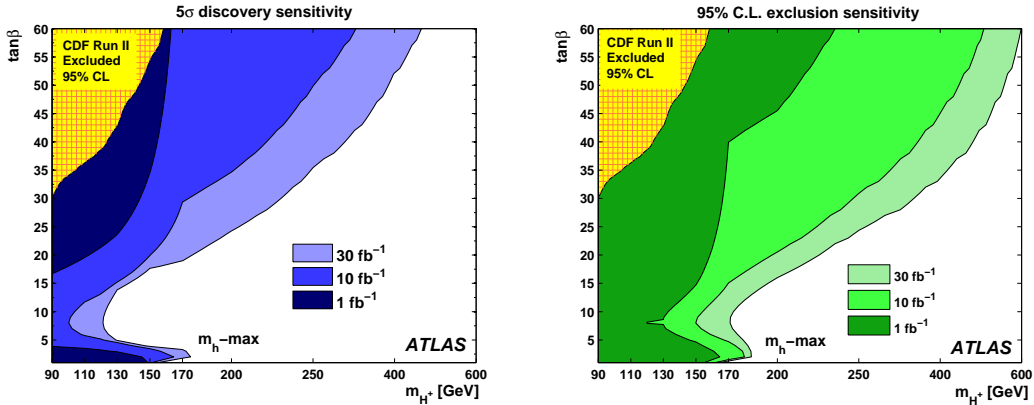 5σ discovery sensitivity
tanβ
60
55
50
45
40
35
30
25
20
15
10
5
CDF Run II
Excluded
95% CL
30 fb⁻¹
10 fb⁻¹
1 fb⁻¹
m_h-max
ATLAS
90 110 130 150 170 200 250 400 600
m_H⁺ [GeV]
95% C.L. exclusion sensitivity
tanβ
60
55
50
45
40
35
30
25
20
15
10
5
CDF Run II
Excluded
95% CL
30 fb⁻¹
10 fb⁻¹
1 fb⁻¹
m_h-max
ATLAS
90 110 130 150 170 200 250 400 600
m_H⁺ [GeV]